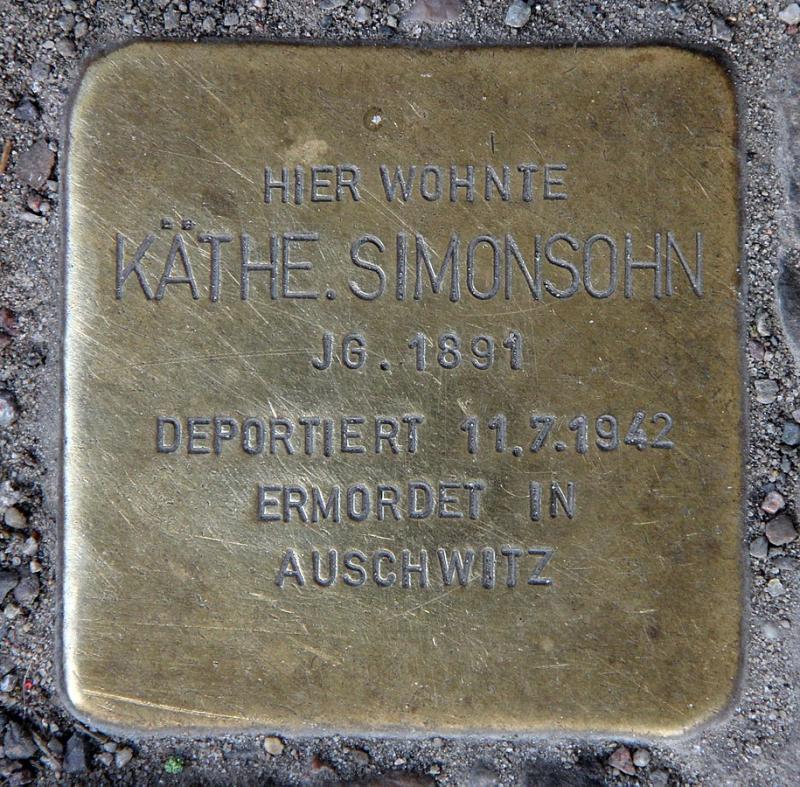 HIER WOHNTE
KÄTHE.SIMONSOHN
JG. 1891
DEPORTIERT 11.7.1942
ERMORDET IN
AUSCHWITZ